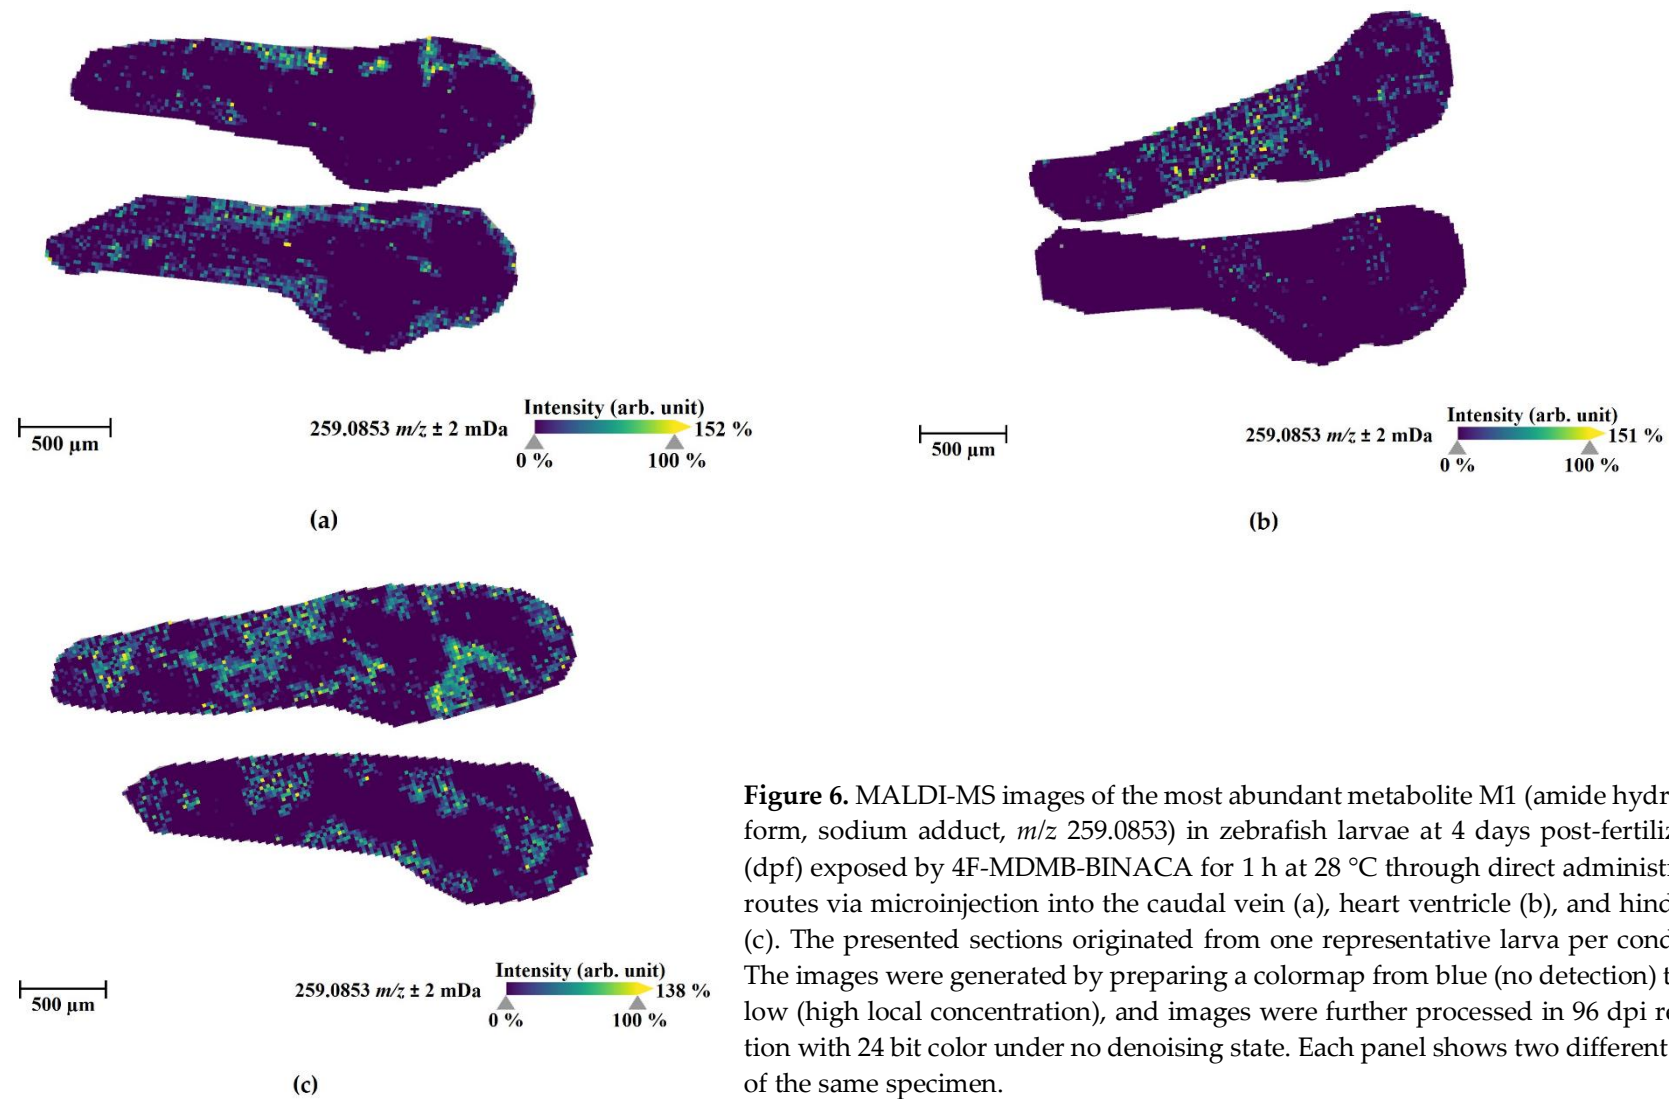 Intensity (arb. unit)
259.0853 m/z ± 2 mDa
152 %
0 %
100 %
500 µm
(a)
Intensity (arb. unit)
259.0853 m/z ± 2 mDa
151 %
0 %
100 %
500 µm
(b)
Intensity (arb. unit)
259.0853 m/z ± 2 mDa
138 %
0 %
100 %
500 µm
(c)
Figure 6. MALDI-MS images of the most abundant metabolite M1 (amide hydr
form, sodium adduct, m/z 259.0853) in zebrafish larvae at 4 days post-fertiliz
(dpf) exposed by 4F-MDMB-BINACA for 1 h at 28 °C through direct administr
routes via microinjection into the caudal vein (a), heart ventricle (b), and hind
(c). The presented sections originated from one representative larva per cond
The images were generated by preparing a colormap from blue (no detection) t
low (high local concentration), and images were further processed in 96 dpi re
tion with 24 bit color under no denoising state. Each panel shows two different
of the same specimen.